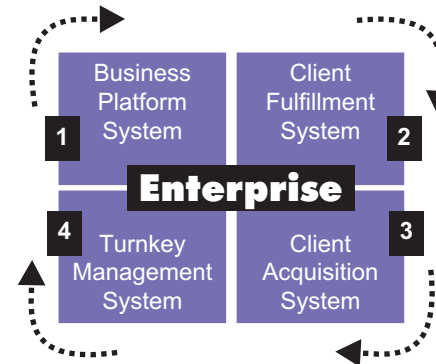 Business
Platform
System
1
Client
Fulfillment
System
2
Enterprise
4
Turnkey
Management
System
3
Client
Acquisition
System